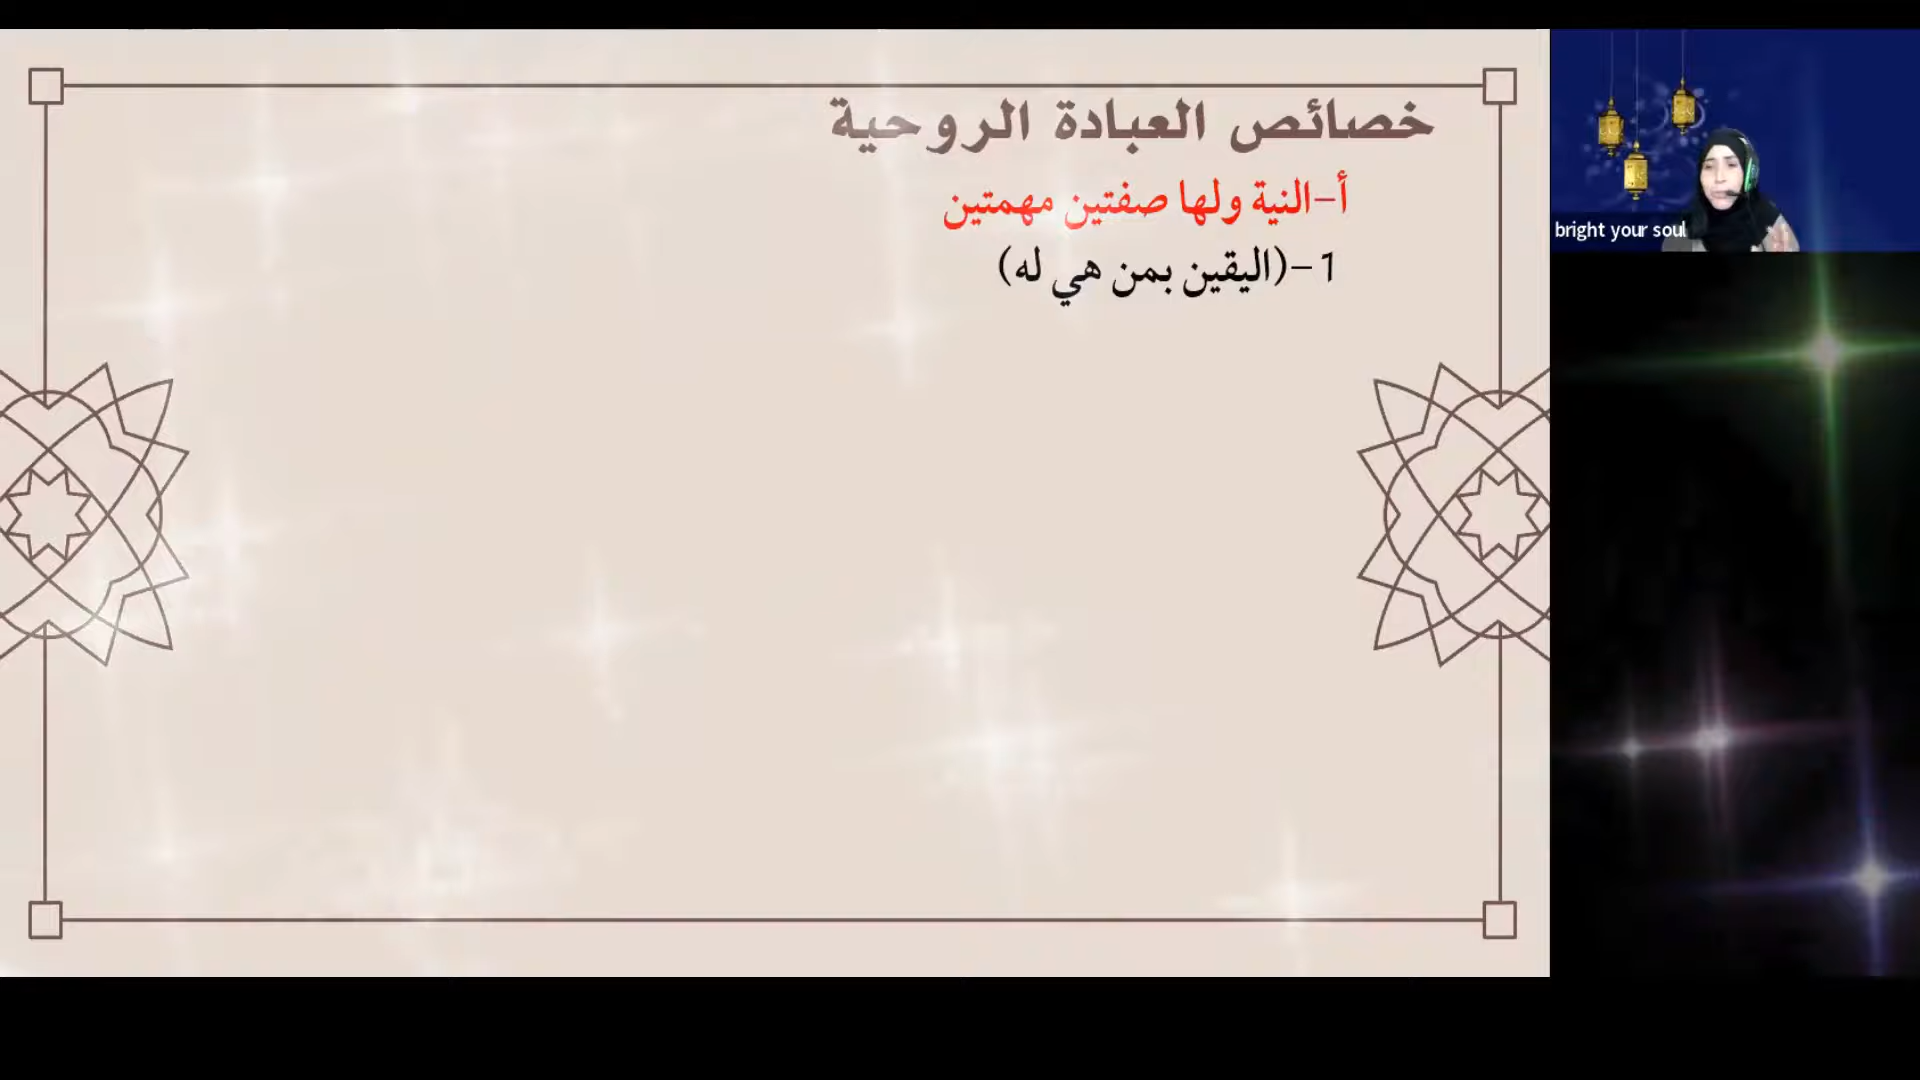 خصائص العبادة الروحية
أ-النية ولها صفتين مهمتين
1-(اليقين بمن هي له)
bright your soul